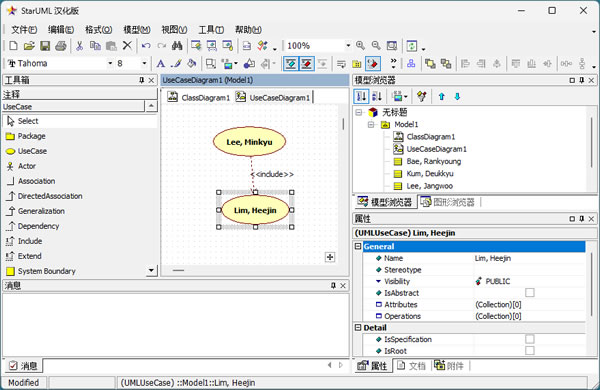 StarUML 汉化版
文件(F) 编辑(E) 格式(O) 模型(M) 视图(V) 工具(T) 帮助(H)
100%
Tahoma 8
工具箱
注释
UseCase
Select
Package
UseCase
Actor
Association
DirectedAssociation
Generalization
Dependency
Include
Extend
System Boundary
UseCaseDiagram1 (Model1)
ClassDiagram1 UseCaseDiagram1
Lee, Minkyu
<<include>>
Lim, Heejin
模型浏览器
无标题
Model1
ClassDiagram1
UseCaseDiagram1
Bae, Rankyoung
Kum, Deukkyu
Lee, Jangwoo
模型浏览器 图形浏览器
属性
(UMLUseCase) Lim, Heejin
General
Name Lim, Heejin
Stereotype
Visibility PUBLIC
IsAbstract
Attributes (Collection)[0]
Operations (Collection)[0]
Detail
IsSpecification
IsRoot
属性 文档 附件
消息
消息
Modified (UMLUseCase) ::Model1::Lim, Heejin